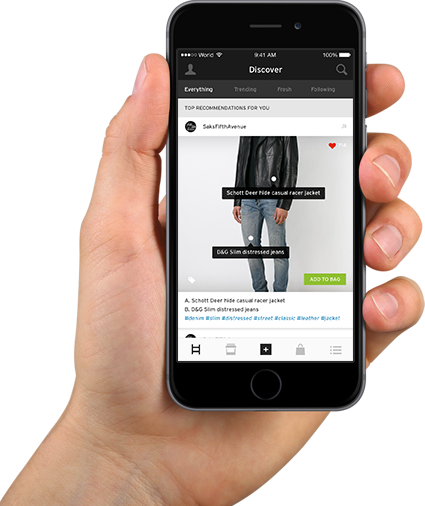 World 9:41 AM 100%
Discover
Everything Trending Fresh Following
TOP RECOMMENDATIONS FOR YOU
SaksFifthAvenue
Schott Deer hide casual racer jacket
D&G Slim distressed jeans
ADD TO BAG
A. Schott Deer hide casual racer jacket
B. D&G Slim distressed jeans
#denim #slim #distressed #street #classic #leather #jacket